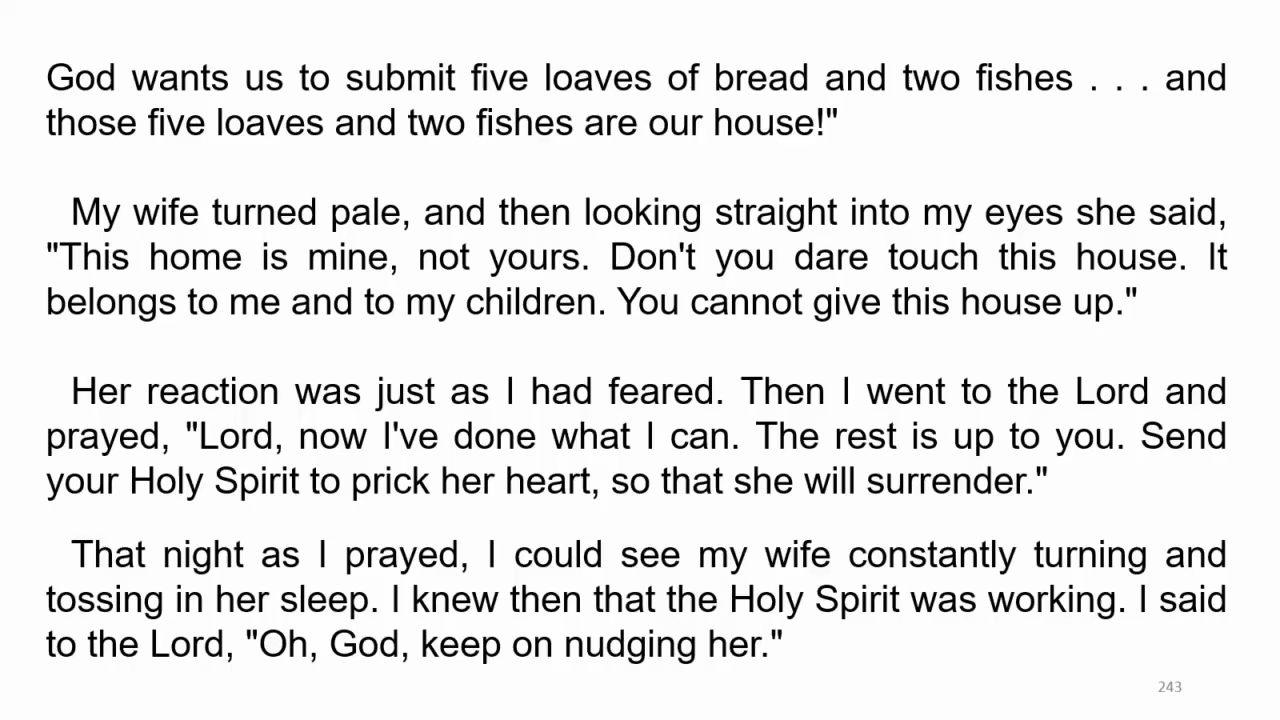 God wants us to submit five loaves of bread and two fishes . . . and
those five loaves and two fishes are our house!"
My wife turned pale, and then looking straight into my eyes she said,
"This home is mine, not yours. Don't you dare touch this house. It
belongs to me and to my children. You cannot give this house up."
Her reaction was just as I had feared. Then I went to the Lord and
prayed, "Lord, now I've done what I can. The rest is up to you. Send
your Holy Spirit to prick her heart, so that she will surrender."
That night as I prayed, I could see my wife constantly turning and
tossing in her sleep. I knew then that the Holy Spirit was working. I said
to the Lord, "Oh, God, keep on nudging her."
243